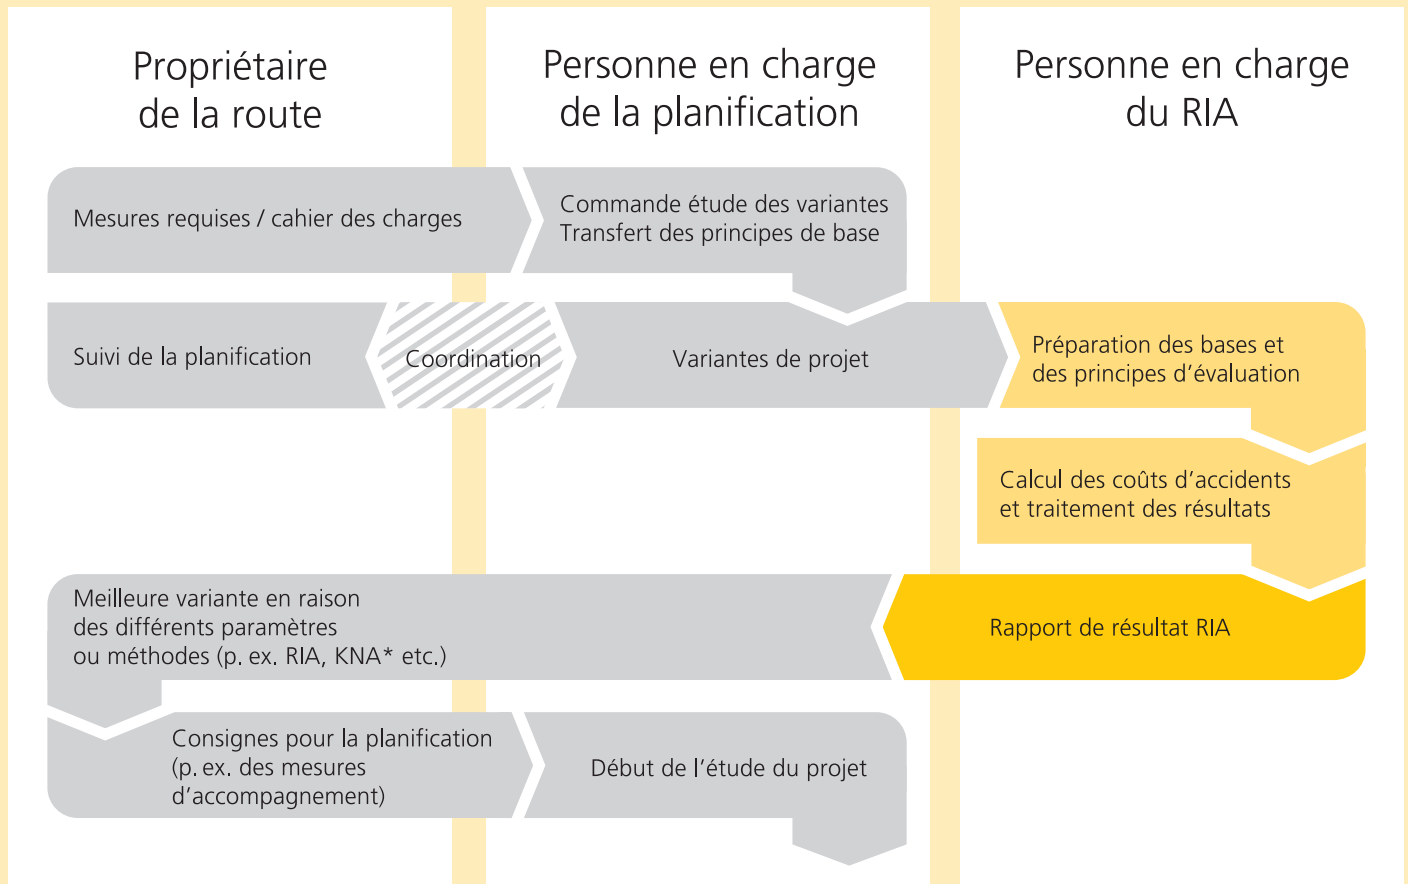 Propriétaire
de la route
Personne en charge
de la planification
Personne en charge
du RIA
Mesures requises / cahier des charges
Commande étude des variantes
Transfert des principes de base
Suivi de la planification
Coordination
Variantes de projet
Préparation des bases et
des principes d’évaluation
Calcul des coûts d’accidents
et traitement des résultats
Meilleure variante en raison
des différents paramètres
ou méthodes (p. ex. RIA, KNA* etc.)
Rapport de résultat RIA
Consignes pour la planification
(p. ex. des mesures
d’accompagnement)
Début de l’étude du projet